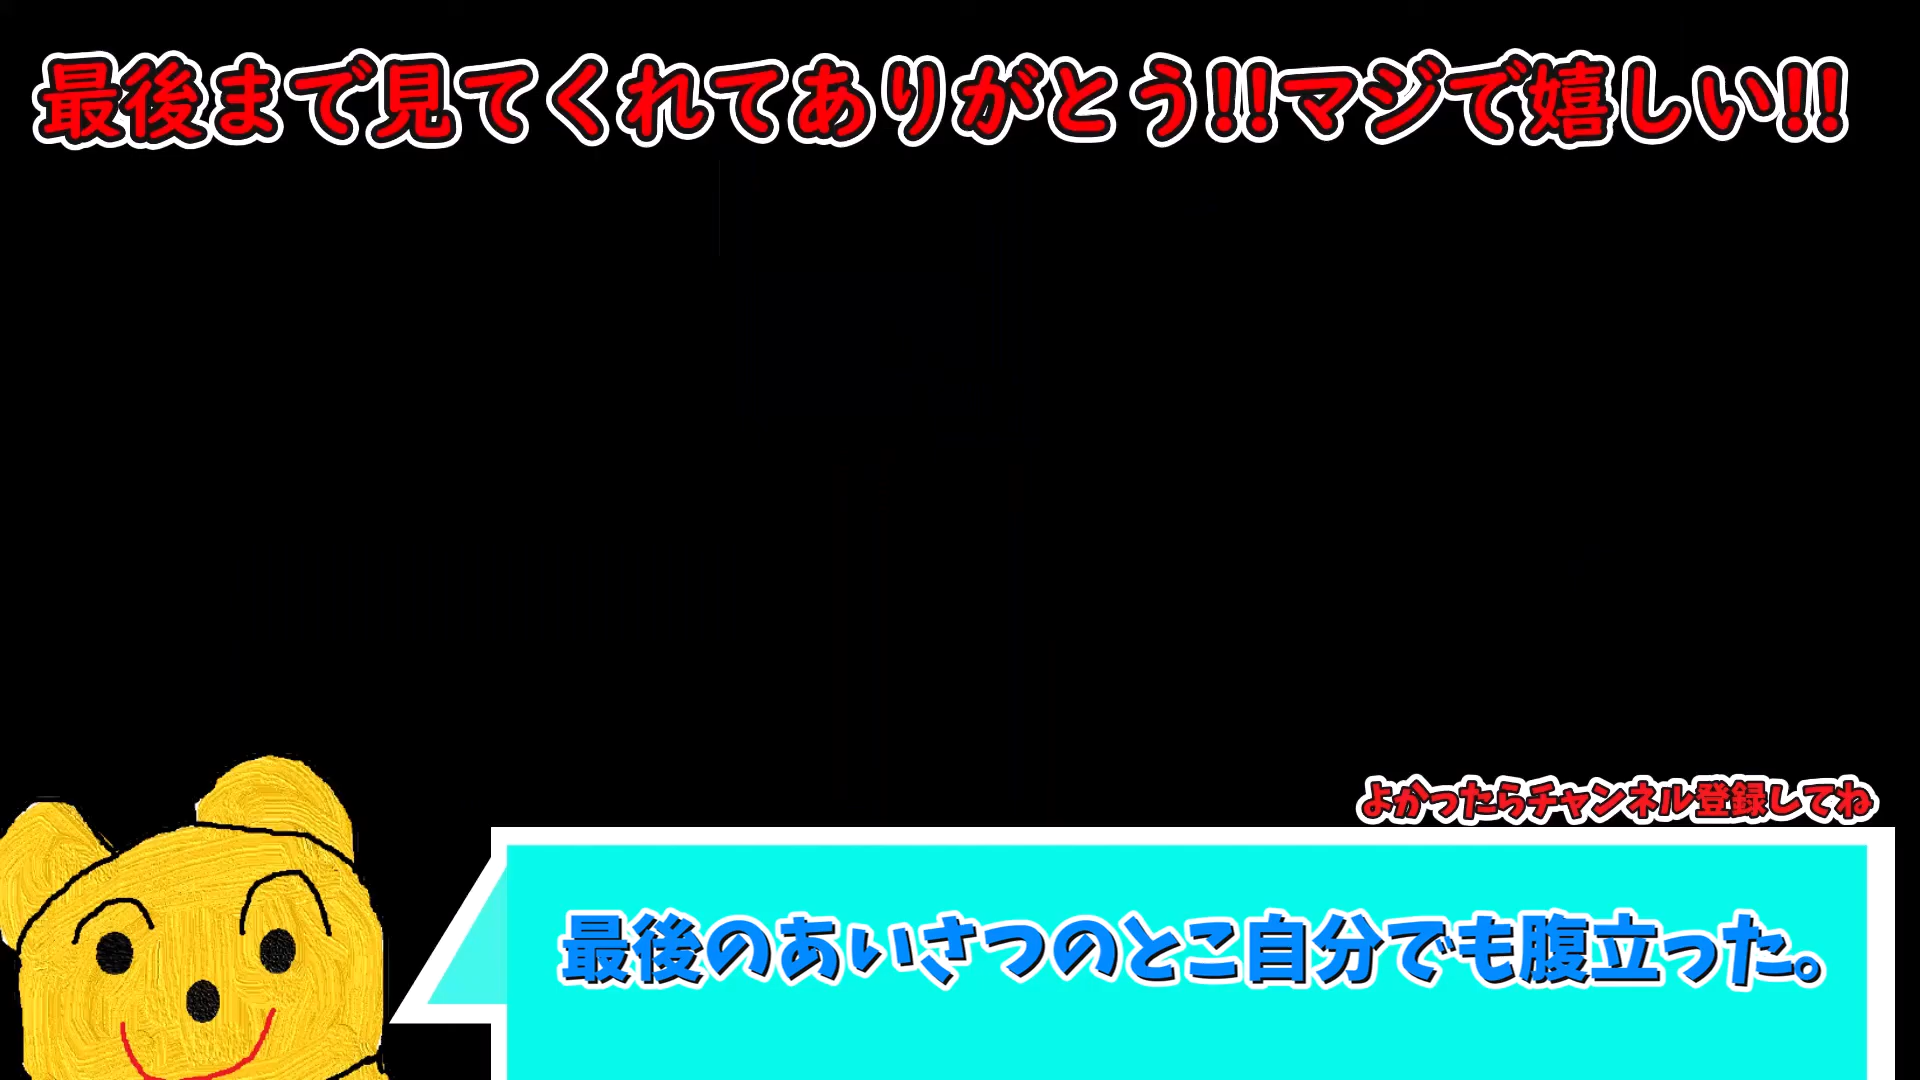 最後まで見てくれてありがとう!!マジで嬉しい!!
よかったらチャンネル登録してね
最後のあいさつのとこ自分でも腹立った。